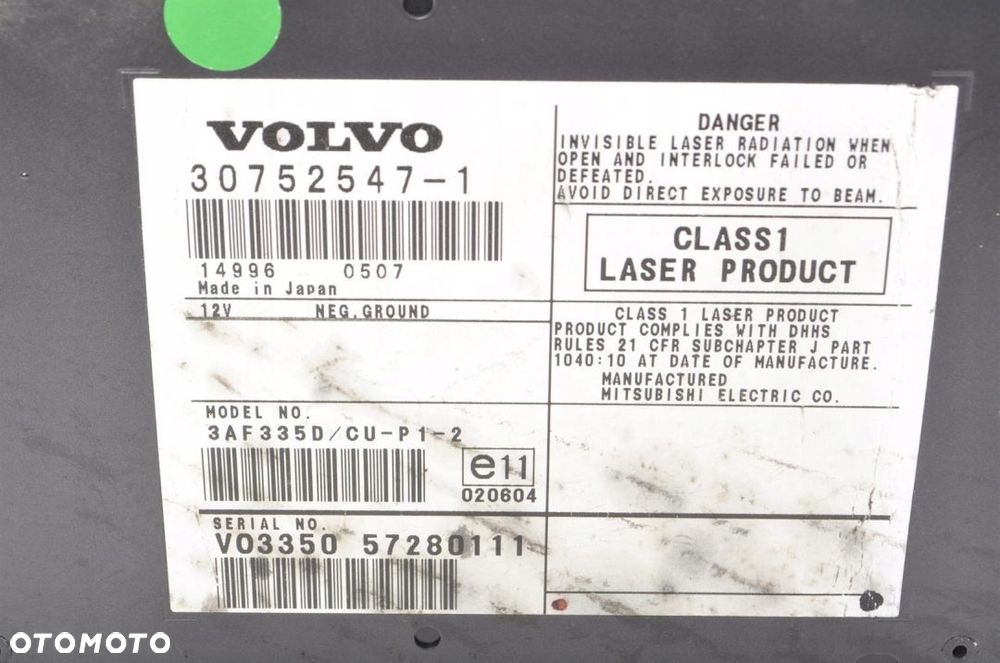 VOLVO
30752547-1
14996 0507
Made in Japan
12V NEG.GROUND
MODEL NO.
3AF335D/CU-P1-2
e11
020604
SERIAL NO.
VO3350 57280111
DANGER
INVISIBLE LASER RADIATION WHEN
OPEN AND INTERLOCK FAILED OR
DEFEATED.
AVOID DIRECT EXPOSURE TO BEAM.
CLASS1
LASER PRODUCT
CLASS 1 LASER PRODUCT
PRODUCT COMPLIES WITH DHHS
RULES 21 CFR SUBCHAPTER J PART
1040:10 AT DATE OF MANUFACTURE.
MANUFACTURED
MITSUBISHI ELECTRIC CO.
OTOMOTO